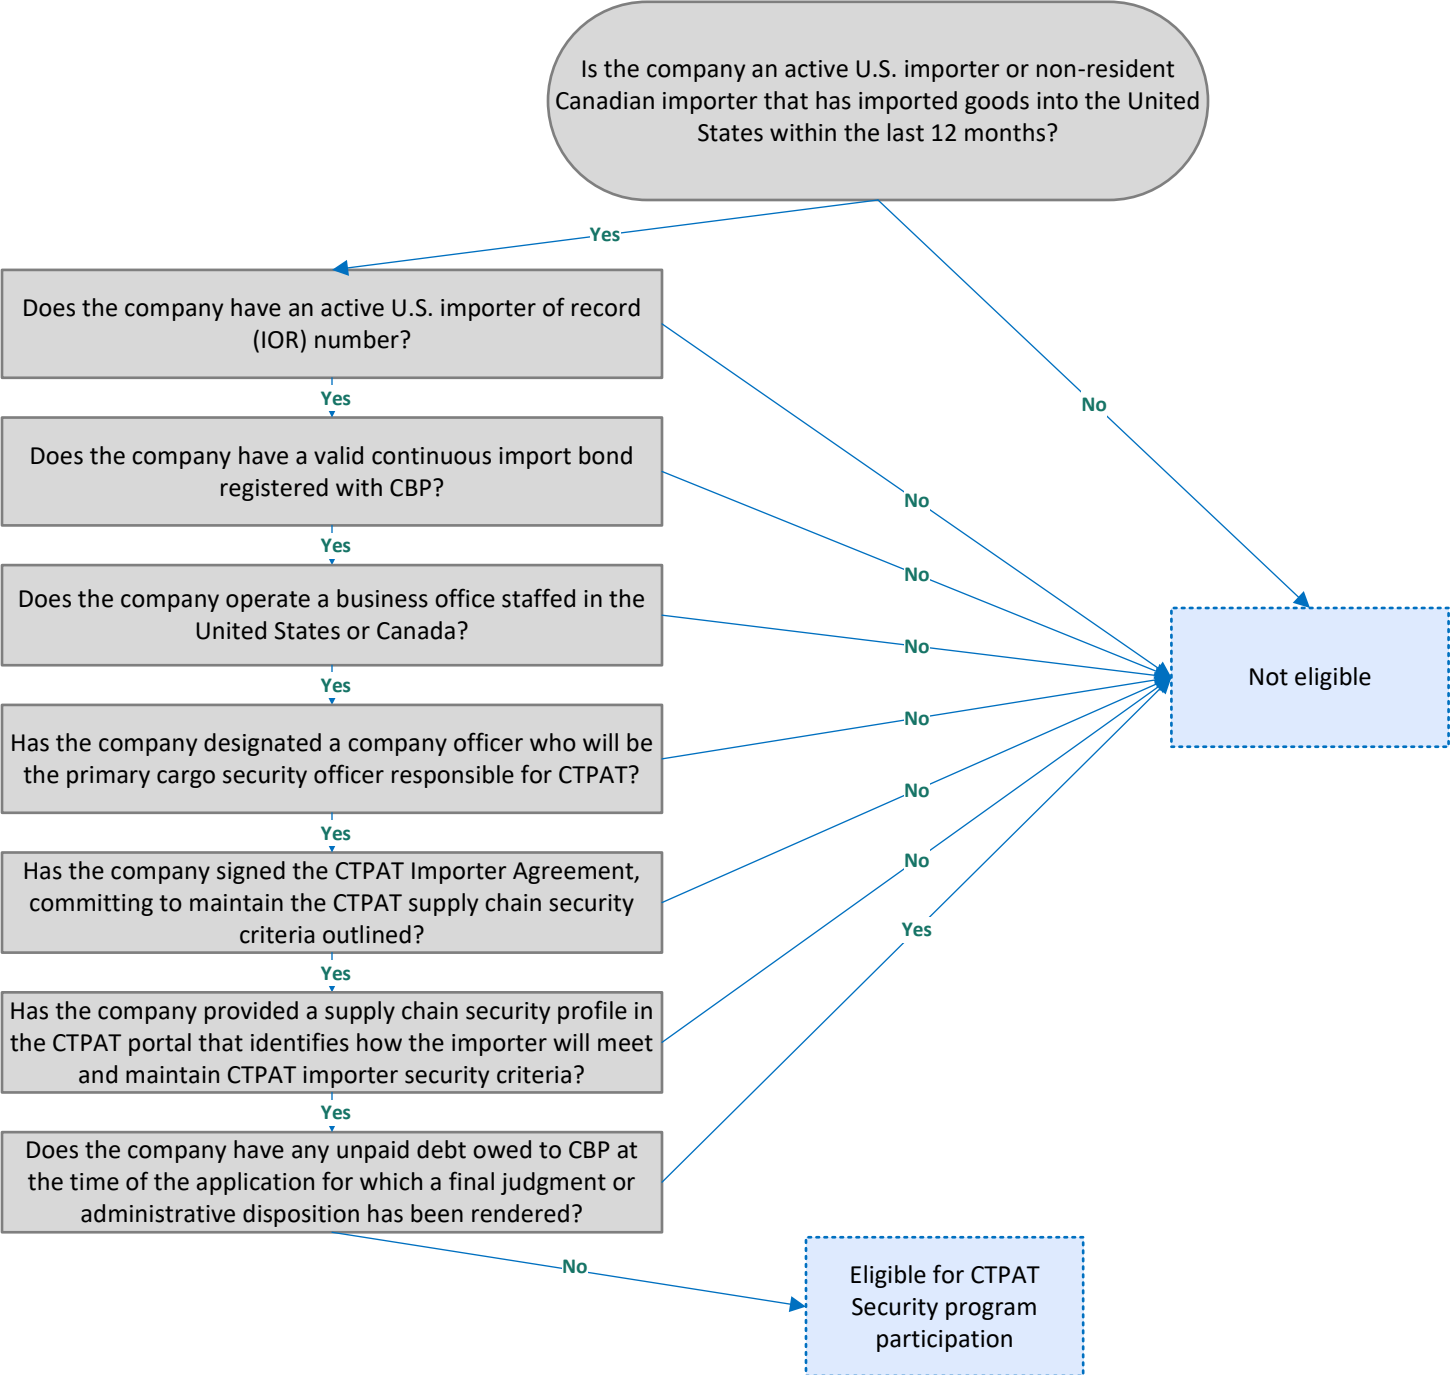 Is the company an active U.S. importer or non-resident
Canadian importer that has imported goods into the United
States within the last 12 months?
Yes
No
Does the company have an active U.S. importer of record
(IOR) number?
Yes
No
Does the company have a valid continuous import bond
registered with CBP?
Yes
No
Does the company operate a business office staffed in the
United States or Canada?
Yes
No
Not eligible
Has the company designated a company officer who will be
the primary cargo security officer responsible for CTPAT?
Yes
No
Has the company signed the CTPAT Importer Agreement,
committing to maintain the CTPAT supply chain security
criteria outlined?
Yes
No
Has the company provided a supply chain security profile in
the CTPAT portal that identifies how the importer will meet
and maintain CTPAT importer security criteria?
Yes
No
Does the company have any unpaid debt owed to CBP at
the time of the application for which a final judgment or
administrative disposition has been rendered?
Yes
No
Eligible for CTPAT
Security program
participation